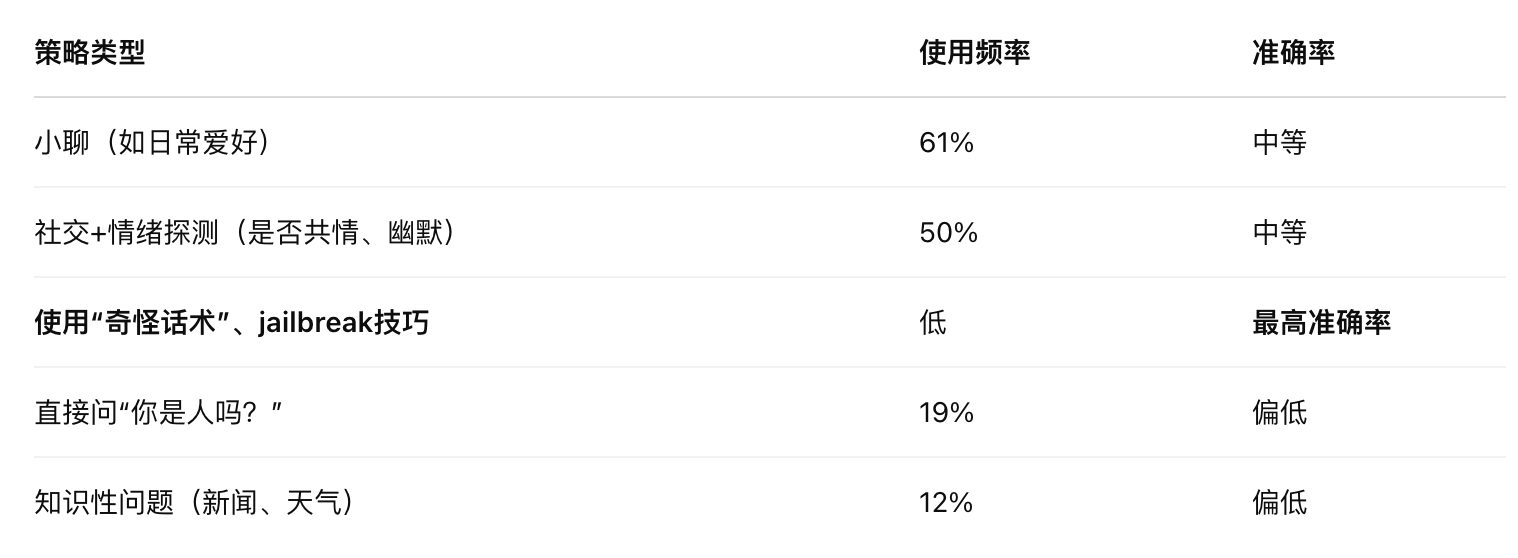 策略类型 使用频率 准确率
小聊（如日常爱好） 61% 中等
社交+情绪探测（是否共情、幽默） 50% 中等
使用“奇怪话术”、jailbreak技巧 低 最高准确率
直接问“你是人吗？” 19% 偏低
知识性问题（新闻、天气） 12% 偏低